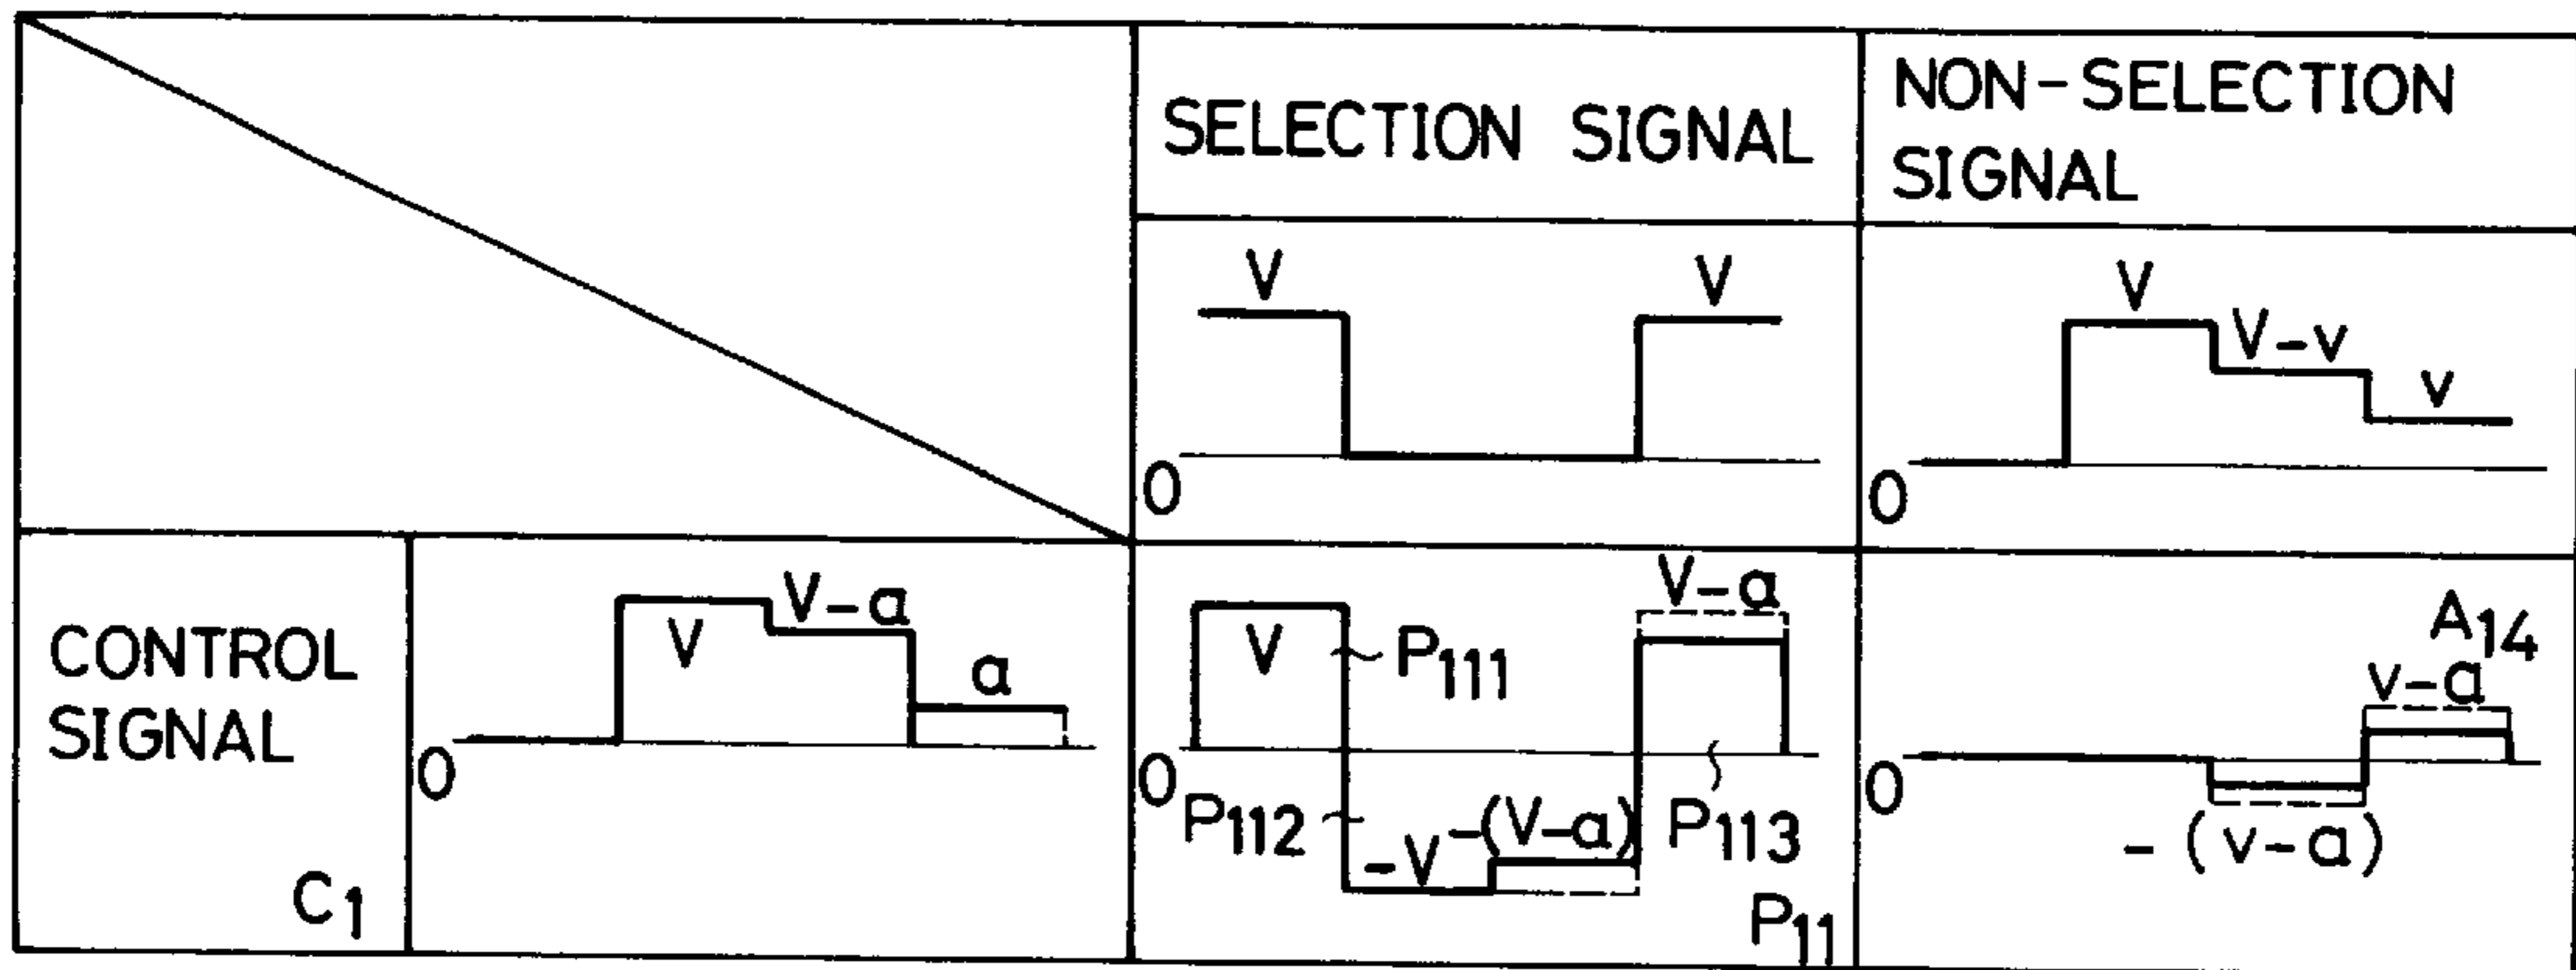 SELECTION SIGNAL
NON-SELECTION
SIGNAL
V
V
0
V
V-v
v
0
CONTROL
SIGNAL
C1
V
V-a
a
0
V
P111
V-a
0
P112
-V
-(V-a)
P113
P11
A14
v-a
0
-(v-a)